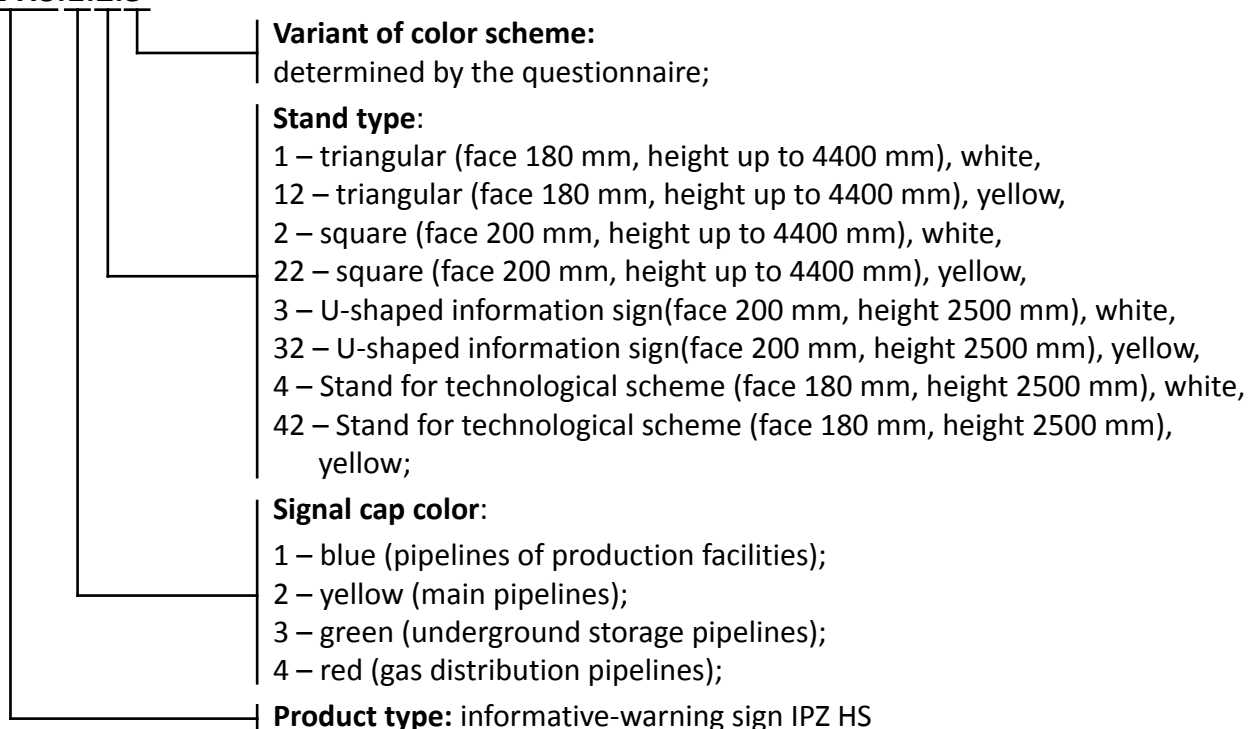 Variant of color scheme:
determined by the questionnaire;
Stand type:
1 – triangular (face 180 mm, height up to 4400 mm), white,
12 – triangular (face 180 mm, height up to 4400 mm), yellow,
2 – square (face 200 mm, height up to 4400 mm), white,
22 – square (face 200 mm, height up to 4400 mm), yellow,
3 – U-shaped information sign(face 200 mm, height 2500 mm), white,
32 – U-shaped information sign(face 200 mm, height 2500 mm), yellow,
4 – Stand for technological scheme (face 180 mm, height 2500 mm), white,
42 – Stand for technological scheme (face 180 mm, height 2500 mm),
yellow;
Signal cap color:
1 – blue (pipelines of production facilities);
2 – yellow (main pipelines);
3 – green (underground storage pipelines);
4 – red (gas distribution pipelines);
Product type: informative-warning sign IPZ HS